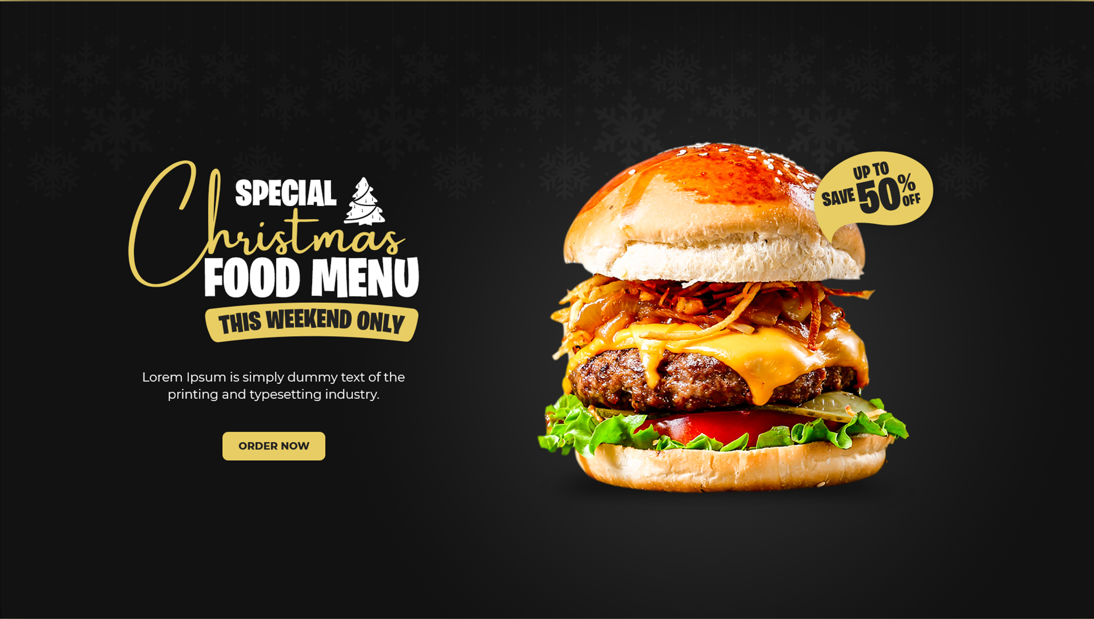 SPECIAL
Christmas
FOOD MENU
THIS WEEKEND ONLY
Lorem Ipsum is simply dummy text of the
printing and typesetting industry.
ORDER NOW
UP TO
SAVE 50% OFF